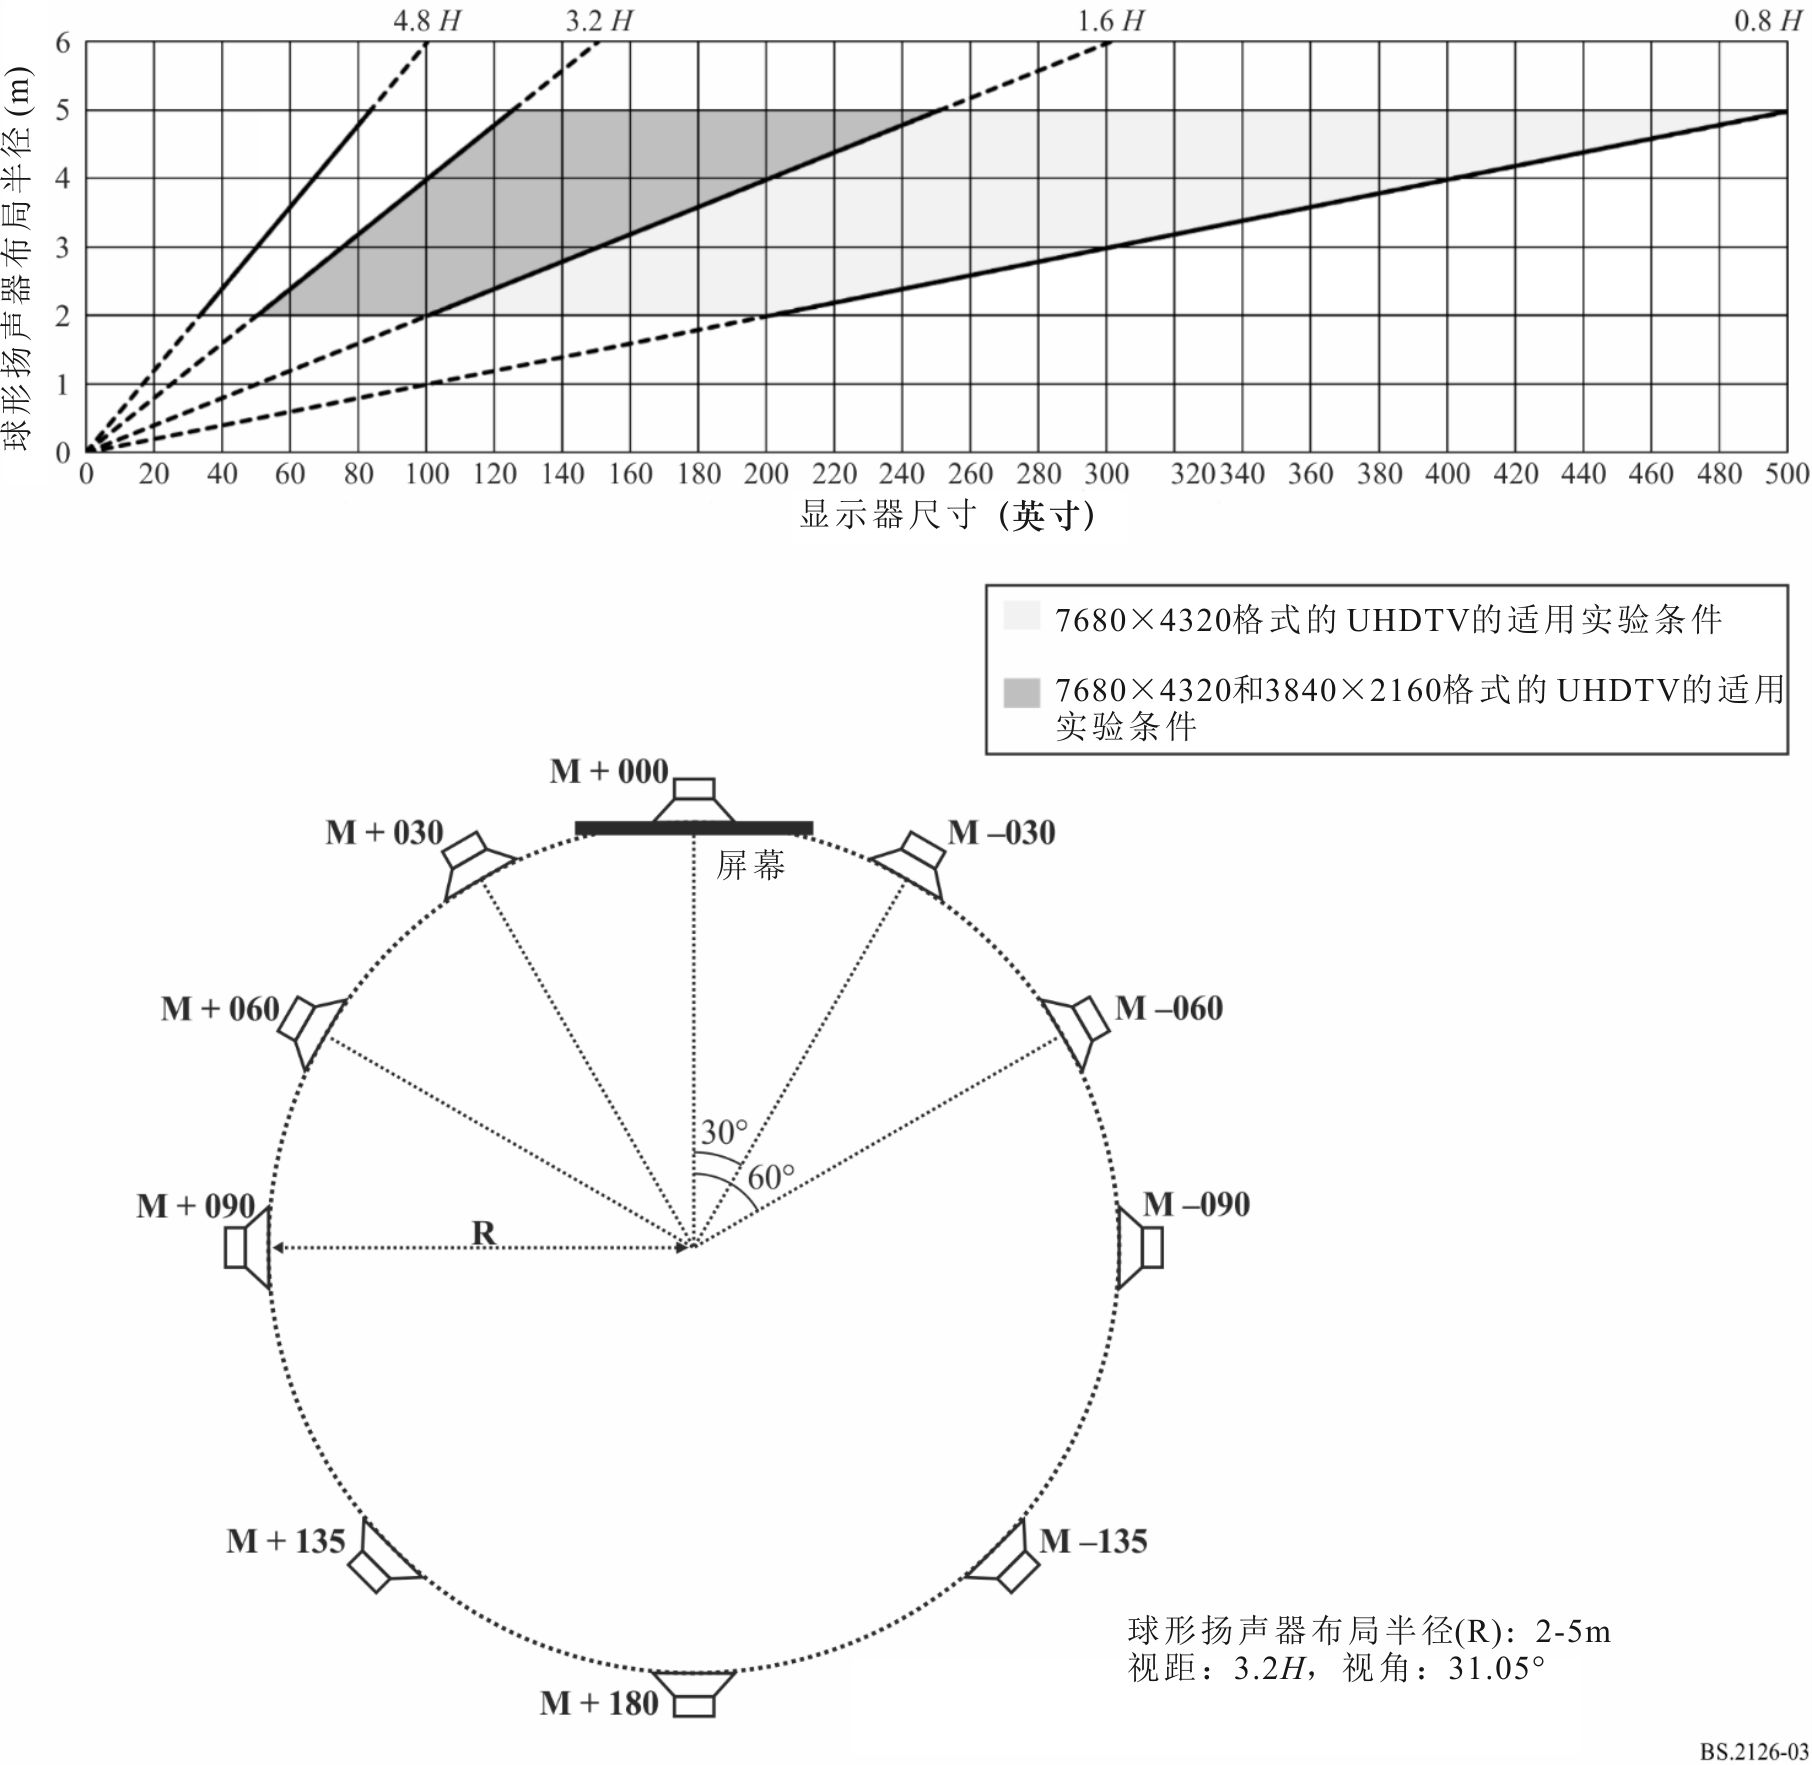 4.8 H 3.2 H 1.6 H 0.8 H
6
5
4
3
2
1
0
球形扬声器布局半径 (m)
0 20 40 60 80 100 120 140 160 180 200 220 240 260 280 300 320 340 360 380 400 420 440 460 480 500
显示器尺寸 (英寸)
7680×4320格式的 UHDTV的适用实验条件
7680×4320和3840×2160格式的 UHDTV的适用
实验条件
M + 000
M + 030
M –030
屏幕
M + 060
M –060
30°
60°
M + 090
M –090
R
M + 135
M –135
球形扬声器布局半径(R): 2-5m
视距: 3.2H, 视角: 31.05°
M + 180
BS.2126-03